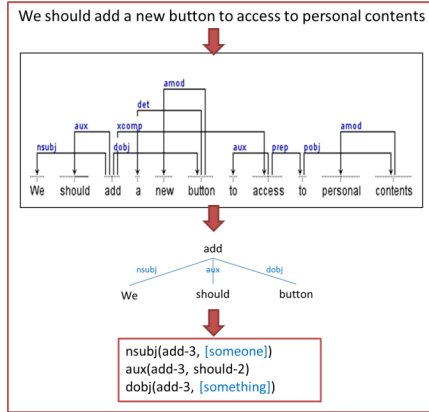 We should add a new button to access to personal contents
amod
det
aux xcomp amod
nsubj dobj aux prep pobj
We should add a new button to access to personal contents
add
nsubj aux dobj
We should button
nsubj(add-3, [someone])
aux(add-3, should-2)
dobj(add-3, [something])